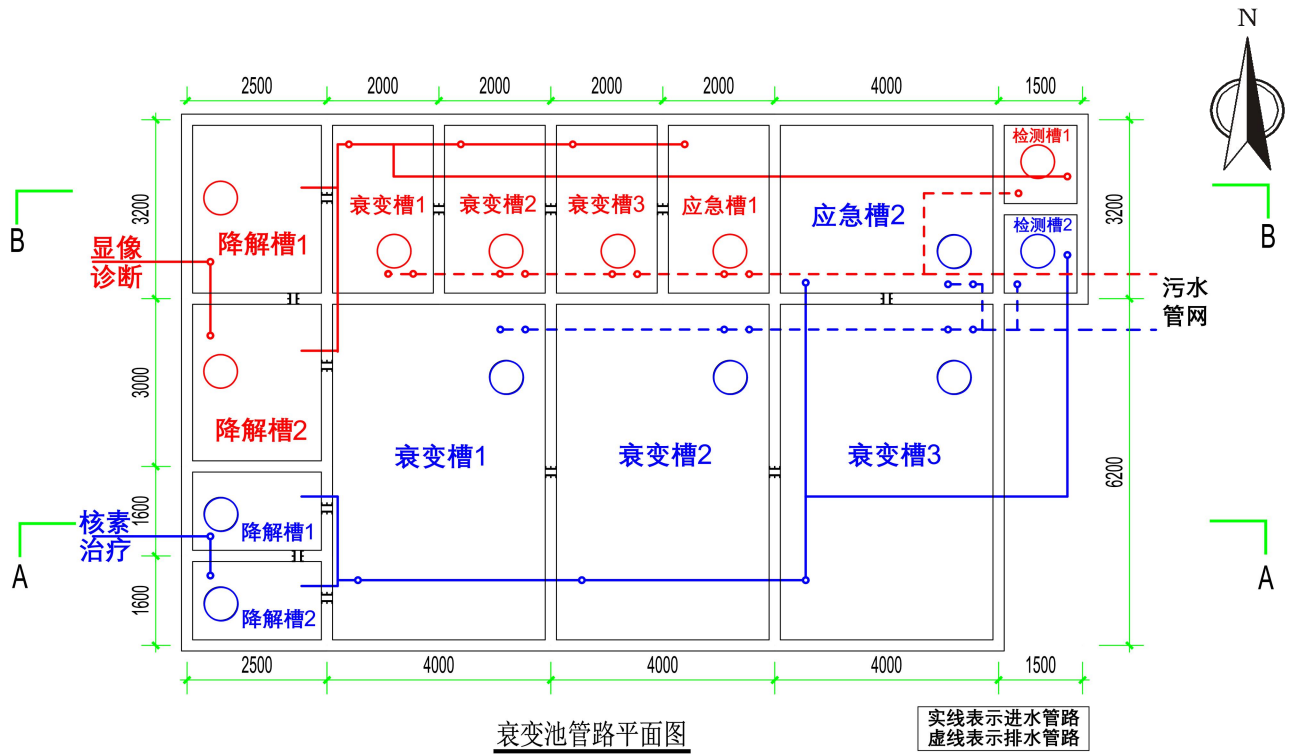 N
2500
2000
2000
2000
4000
1500
检测槽1
3200
衰变槽1
衰变槽2
衰变槽3
应急槽1
应急槽2
3200
检测槽2
B
降解槽1
B
显像
诊断
污水
管网
3000
降解槽2
衰变槽1
衰变槽2
衰变槽3
6200
1600
核素
治疗
降解槽1
A
A
1600
降解槽2
2500
4000
4000
4000
1500
衰变池管路平面图
实线表示进水管路
虚线表示排水管路